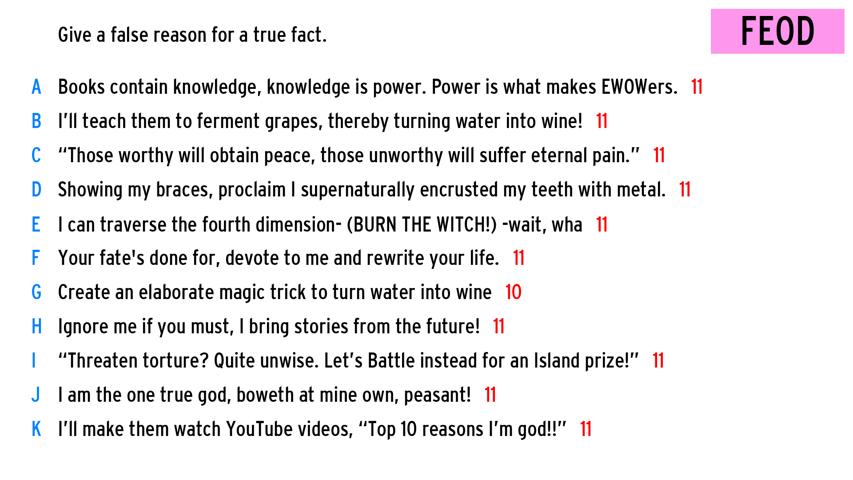 Give a false reason for a true fact.
FEOD
A Books contain knowledge, knowledge is power. Power is what makes EWOWers. 11
B I'll teach them to ferment grapes, thereby turning water into wine! 11
C “Those worthy will obtain peace, those unworthy will suffer eternal pain.” 11
D Showing my braces, proclaim I supernaturally encrusted my teeth with metal. 11
E I can traverse the fourth dimension- (BURN THE WITCH!) -wait, wha 11
F Your fate's done for, devote to me and rewrite your life. 11
G Create an elaborate magic trick to turn water into wine 10
H Ignore me if you must, I bring stories from the future! 11
I “Threaten torture? Quite unwise. Let’s Battle instead for an Island prize!” 11
J I am the one true god, boweth at mine own, peasant! 11
K I’ll make them watch YouTube videos, “Top 10 reasons I’m god!!” 11